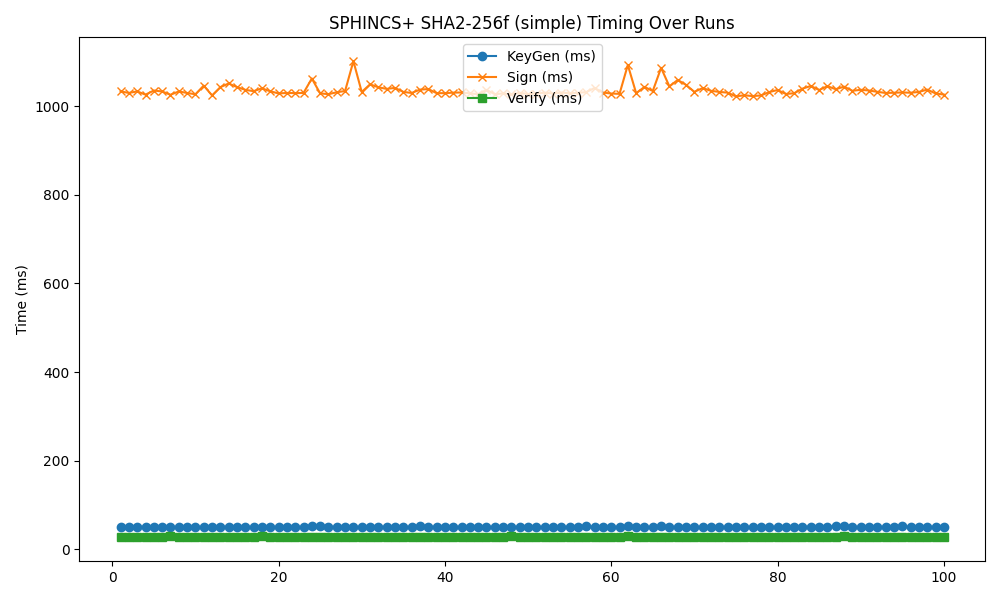 SPHINCS+ SHA2-256f (simple) Timing Over Runs
KeyGen (ms)
Sign (ms)
Verify (ms)
Time (ms)
1000
800
600
400
200
0
0 20 40 60 80 100